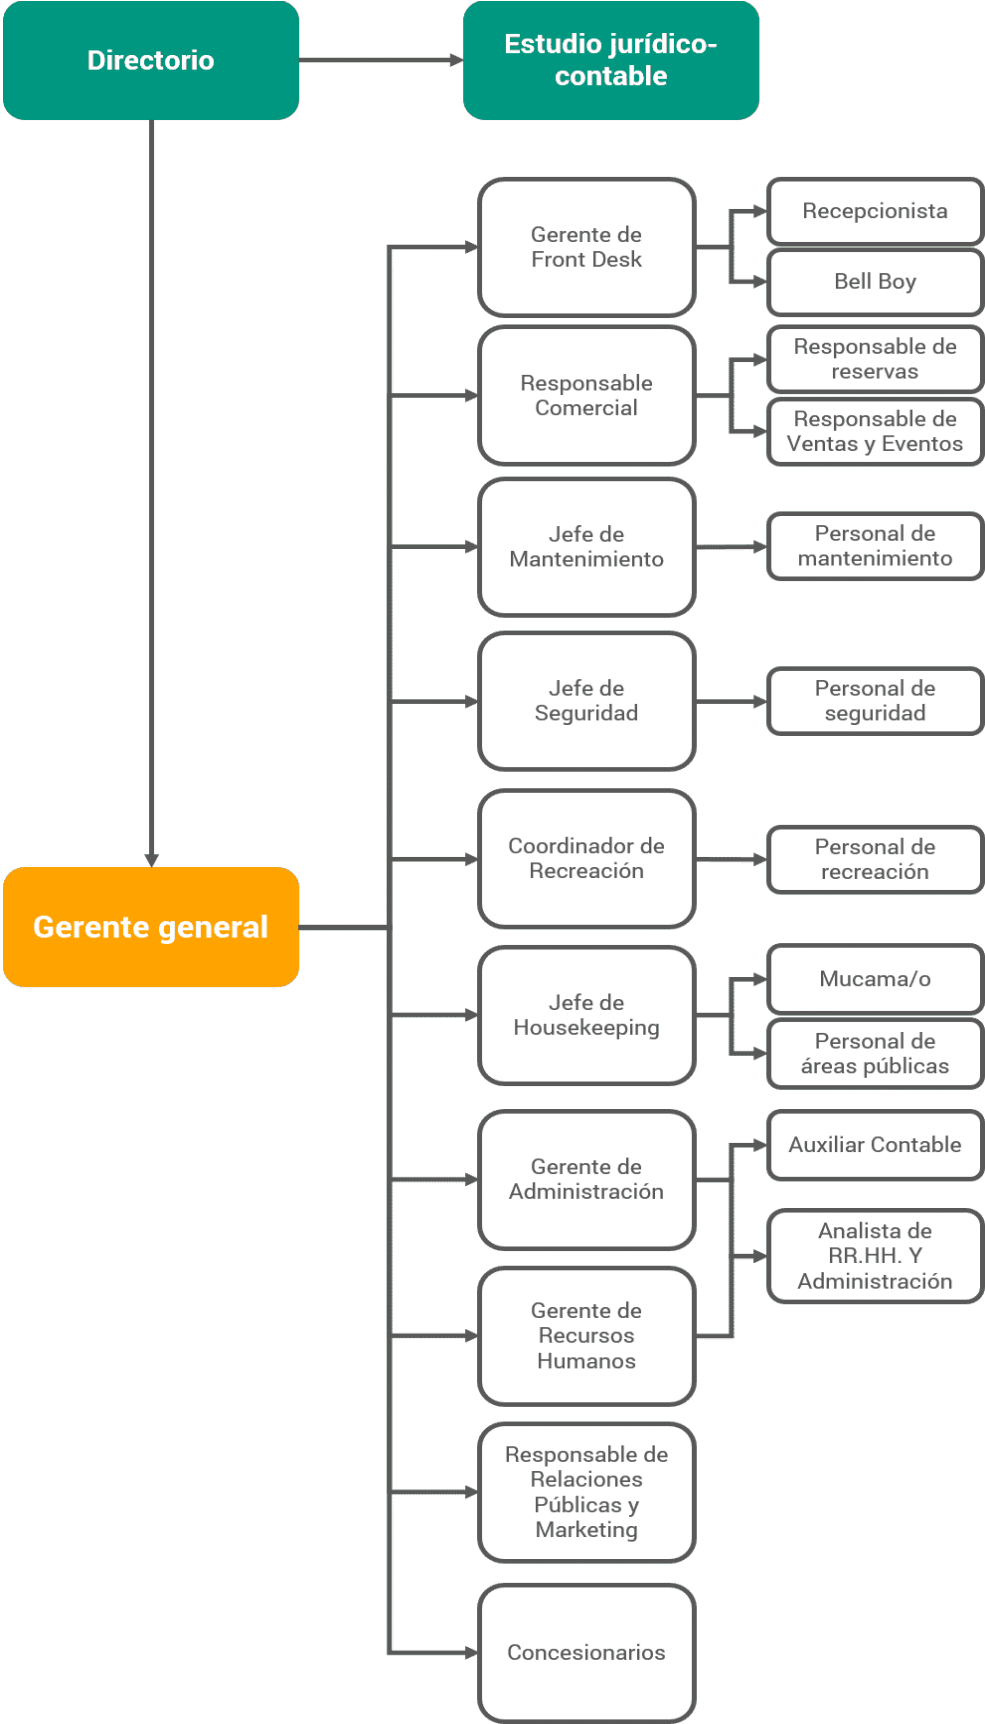 Directorio
Estudio jurídico-
contable
Gerente de
Front Desk
Recepcionista
Bell Boy
Responsable
Comercial
Responsable de
reservas
Responsable de
Ventas y Eventos
Jefe de
Mantenimiento
Personal de
mantenimiento
Jefe de
Seguridad
Personal de
seguridad
Coordinador de
Recreación
Personal de
recreación
Gerente general
Jefe de
Housekeeping
Mucama/o
Personal de
áreas públicas
Gerente de
Administración
Auxiliar Contable
Analista de
RR.HH. Y
Administración
Gerente de
Recursos
Humanos
Responsable de
Relaciones
Públicas y
Marketing
Concesionarios